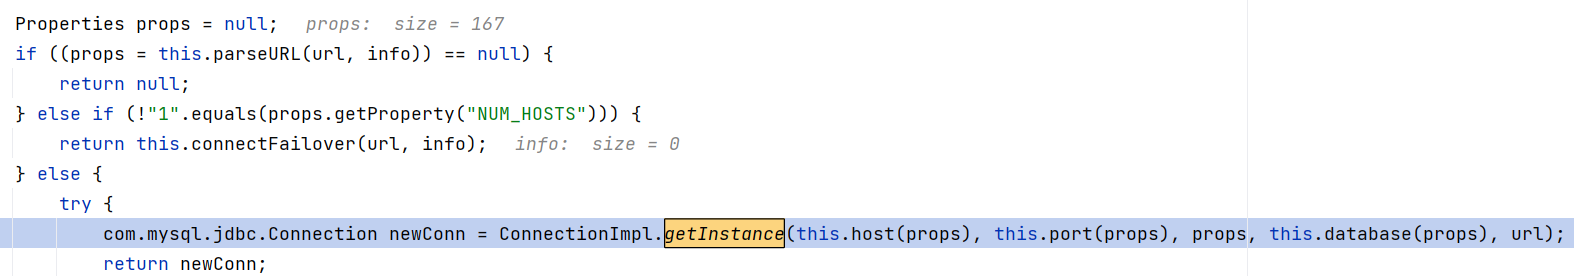 Properties props = null;   props:  size = 167
if ((props = this.parseURL(url, info)) == null) {
    return null;
} else if (!"1".equals(props.getProperty("NUM_HOSTS"))) {
    return this.connectFailover(url, info);   info:  size = 0
} else {
    try {
        com.mysql.jdbc.Connection newConn = ConnectionImpl.getInstance(this.host(props), this.port(props), props, this.database(props), url);
        return newConn;